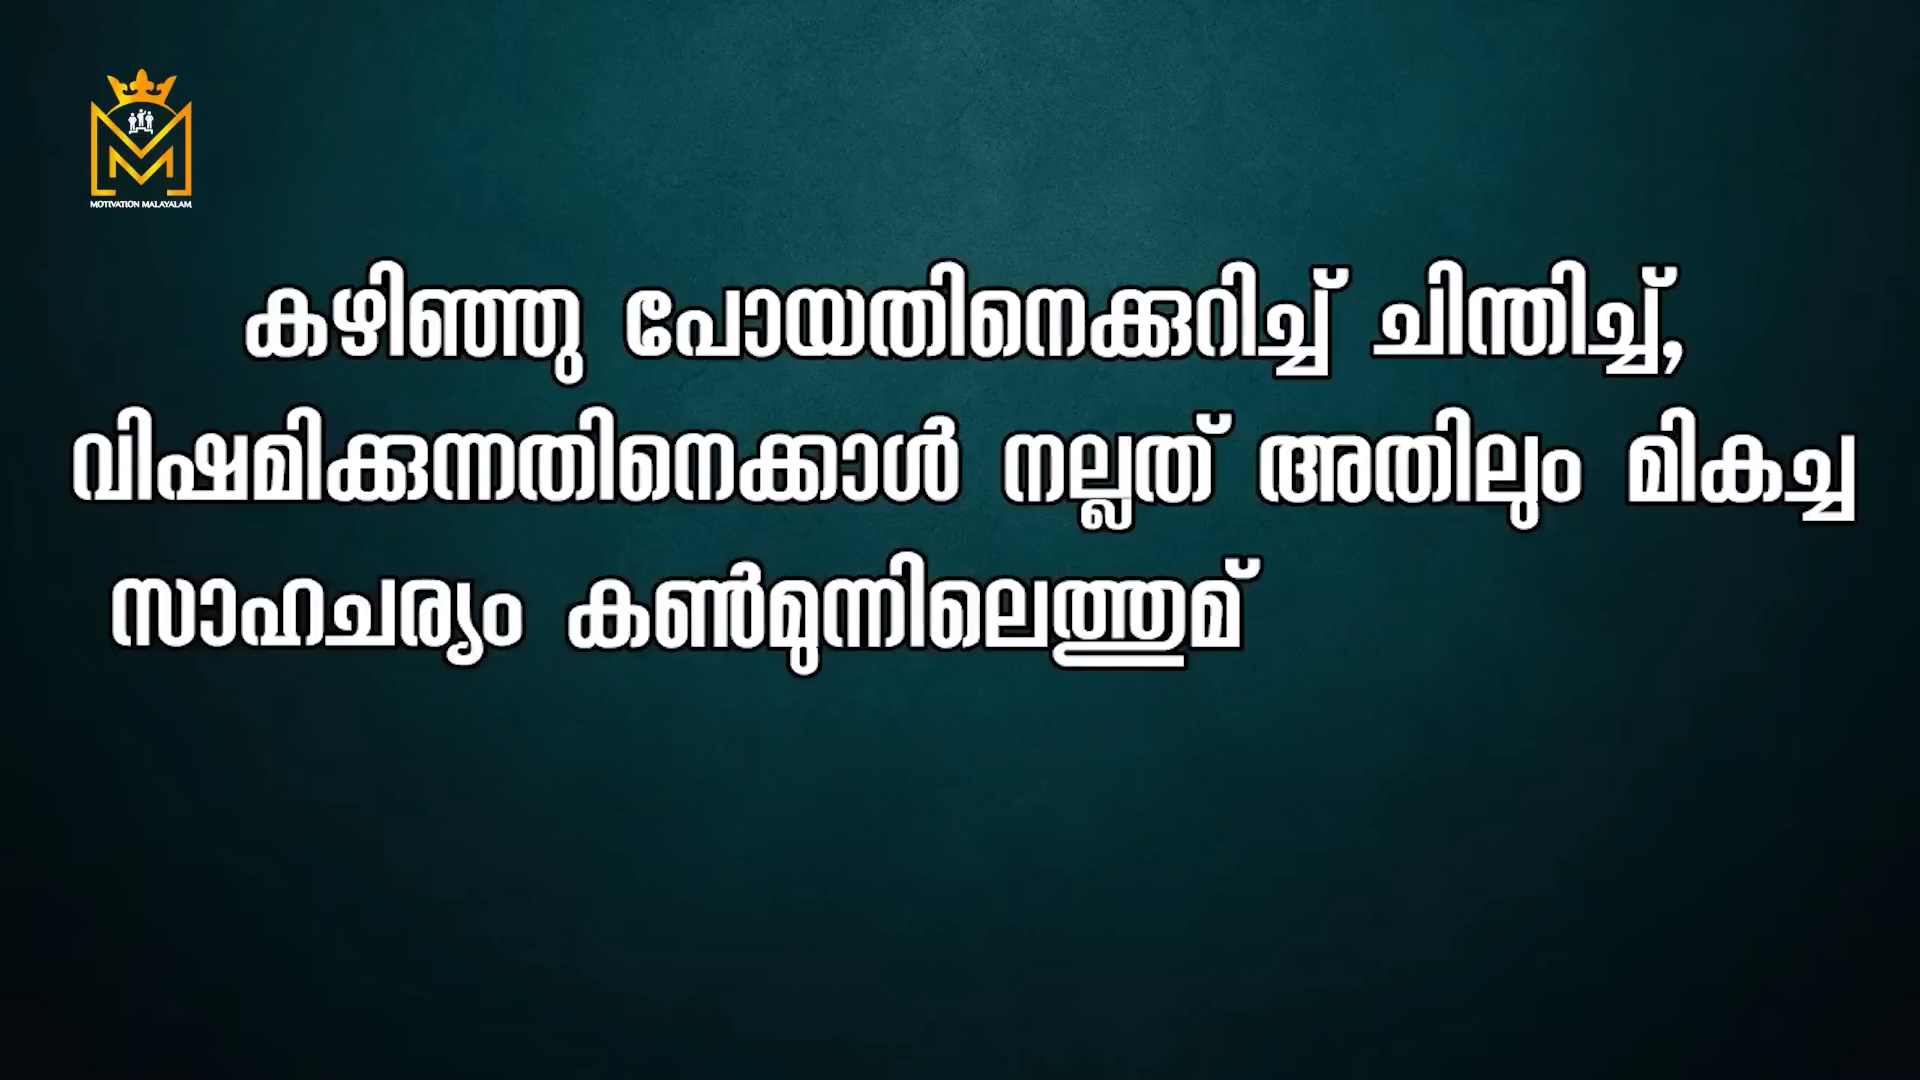 MOTIVATION MALAYALAM
കഴിഞ്ഞു പോയതിനെക്കുറിച്ച് ചിന്തിച്ച്,
വിഷമിക്കുന്നതിനെക്കാൾ നല്ലത് അതിലും മികച്ച
സാഹചര്യം കൺമുന്നിലെത്തുമ്